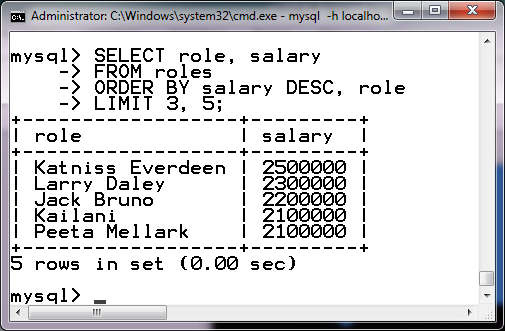 Administrator: C:\Windows\system32\cmd.exe - mysql  -h localho...
mysql> SELECT role, salary
    -> FROM roles
    -> ORDER BY salary DESC, role
    -> LIMIT 3, 5;
+------------------+---------+
| role             | salary  |
+------------------+---------+
| Katniss Everdeen | 2500000 |
| Larry Daley      | 2300000 |
| Jack Bruno       | 2200000 |
| Kailani          | 2100000 |
| Peeta Mellark    | 2100000 |
+------------------+---------+
5 rows in set (0.00 sec)
mysql> _